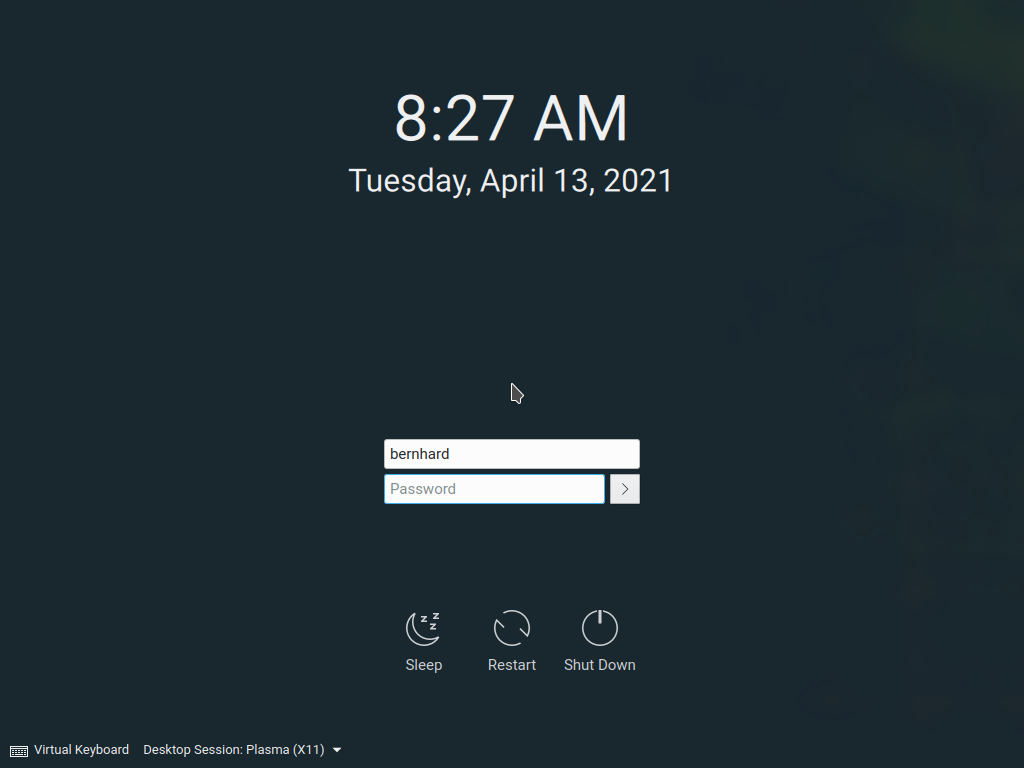 8:27 AM
Tuesday, April 13, 2021
bernhard
Password
Sleep
Restart
Shut Down
Virtual Keyboard
Desktop Session: Plasma (X11)